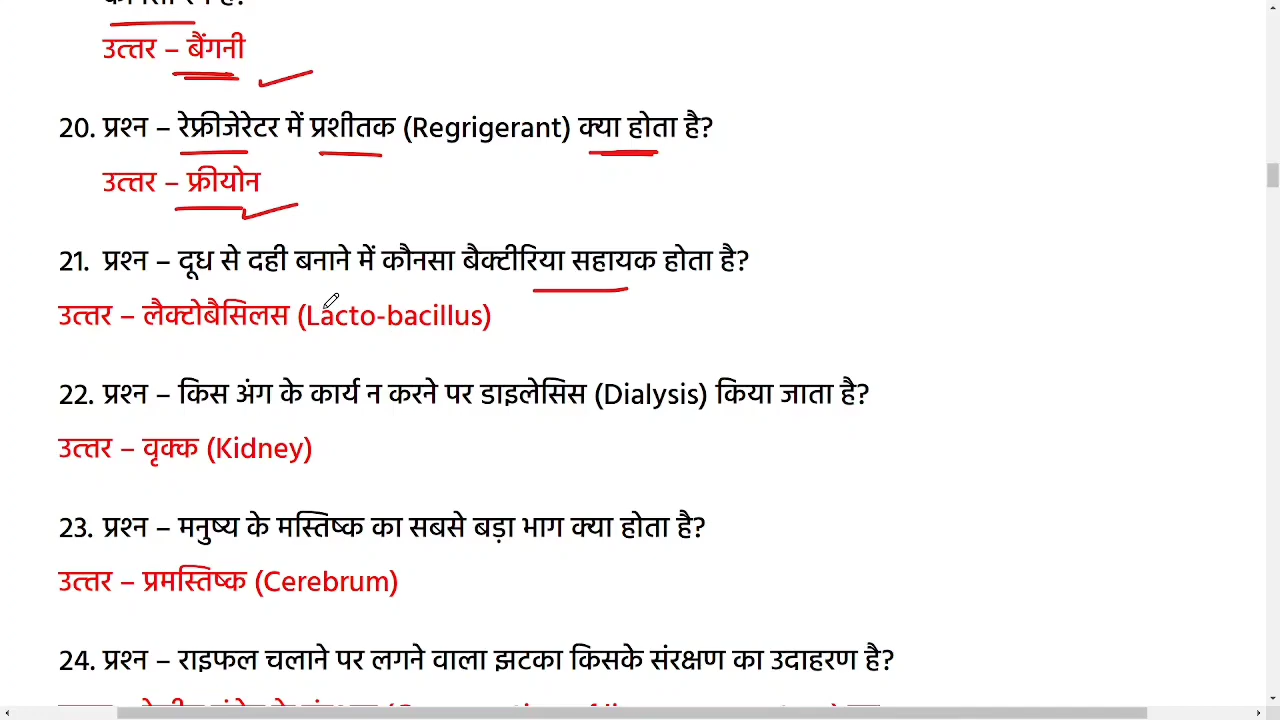 उत्तर – बैंगनी
20. प्रश्न – रेफ्रीजेरेटर में प्रशीतक (Regrigerant) क्या होता है?
उत्तर – फ्रीयोन
21. प्रश्न – दूध से दही बनाने में कौनसा बैक्टीरिया सहायक होता है?
उत्तर – लैक्टोबैसिलस (Lacto-bacillus)
22. प्रश्न – किस अंग के कार्य न करने पर डाइलेसिस (Dialysis) किया जाता है?
उत्तर – वृक्क (Kidney)
23. प्रश्न – मनुष्य के मस्तिष्क का सबसे बड़ा भाग क्या होता है?
उत्तर – प्रमस्तिष्क (Cerebrum)
24. प्रश्न – राइफल चलाने पर लगने वाला झटका किसके संरक्षण का उदाहरण है?